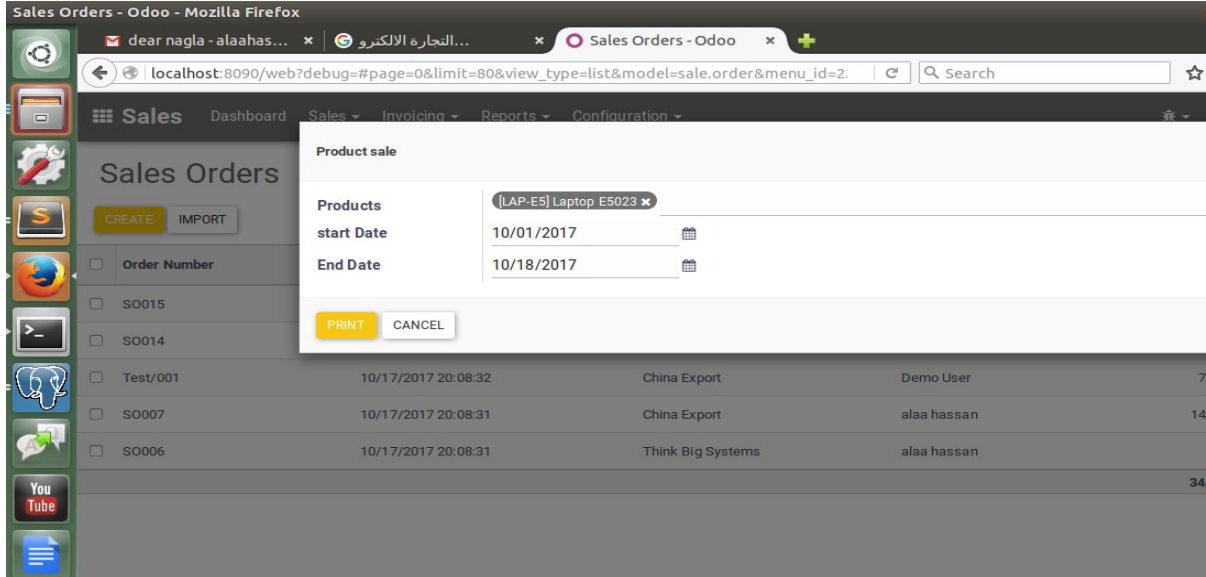 Sales Orders - Odoo - Mozilla Firefox
dear nagla - alaahas...
التجارة الالكترو...
Sales Orders - Odoo
localhost:8090/web?debug=#page=0&limit=80&view_type=list&model=sale.order&menu_id=2
Search
Sales Dashboard Sales Invoicing Reports Configuration
Product sale
Sales Orders
Products [LAP-E5] Laptop E5023
CREATE IMPORT
start Date 10/01/2017
Order Number
End Date 10/18/2017
SO015
PRINT CANCEL
SO014
Test/001 10/17/2017 20:08:32 China Export Demo User 7
SO007 10/17/2017 20:08:31 China Export alaa hassan 14
SO006 10/17/2017 20:08:31 Think Big Systems alaa hassan
34,
You
Tube